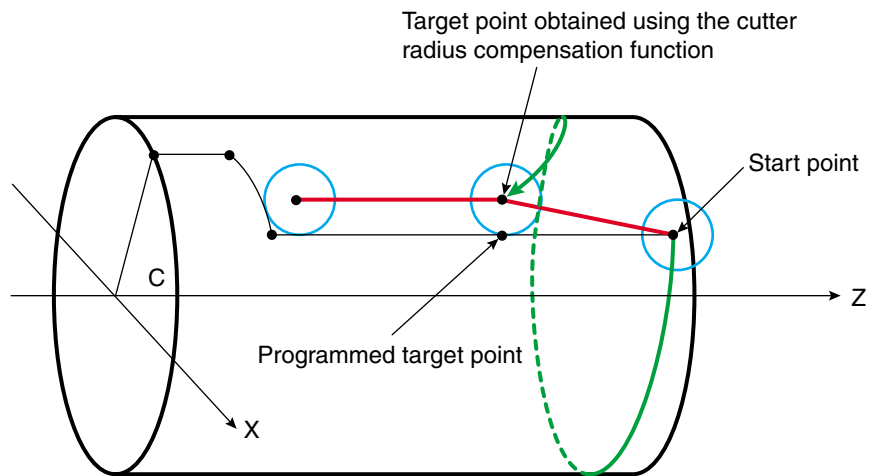 Target point obtained using the cutter
radius compensation function
Start point
C
Z
Programmed target point
X